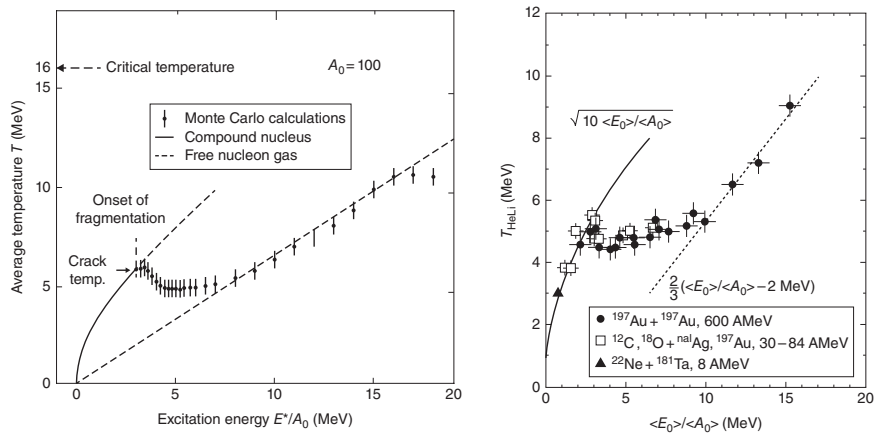 16
15
10
5
0
0
5
10
15
20
Average temperature T (MeV)
Excitation energy E*/A₀ (MeV)
Critical temperature
A₀ = 100
Monte Carlo calculations
Compound nucleus
Free nucleon gas
Onset of
fragmentation
Crack
temp.
12
10
8
6
4
2
0
0
5
10
15
20
T_HeLi (MeV)
<E₀>/<A₀> (MeV)
√10 <E₀>/<A₀>
2/3 (<E₀>/<A₀> − 2 MeV)
¹⁹⁷Au + ¹⁹⁷Au, 600 AMeV
¹²C, ¹⁸O + ⁿᵃˡAg, ¹⁹⁷Au, 30−84 AMeV
²²Ne + ¹⁸¹Ta, 8 AMeV